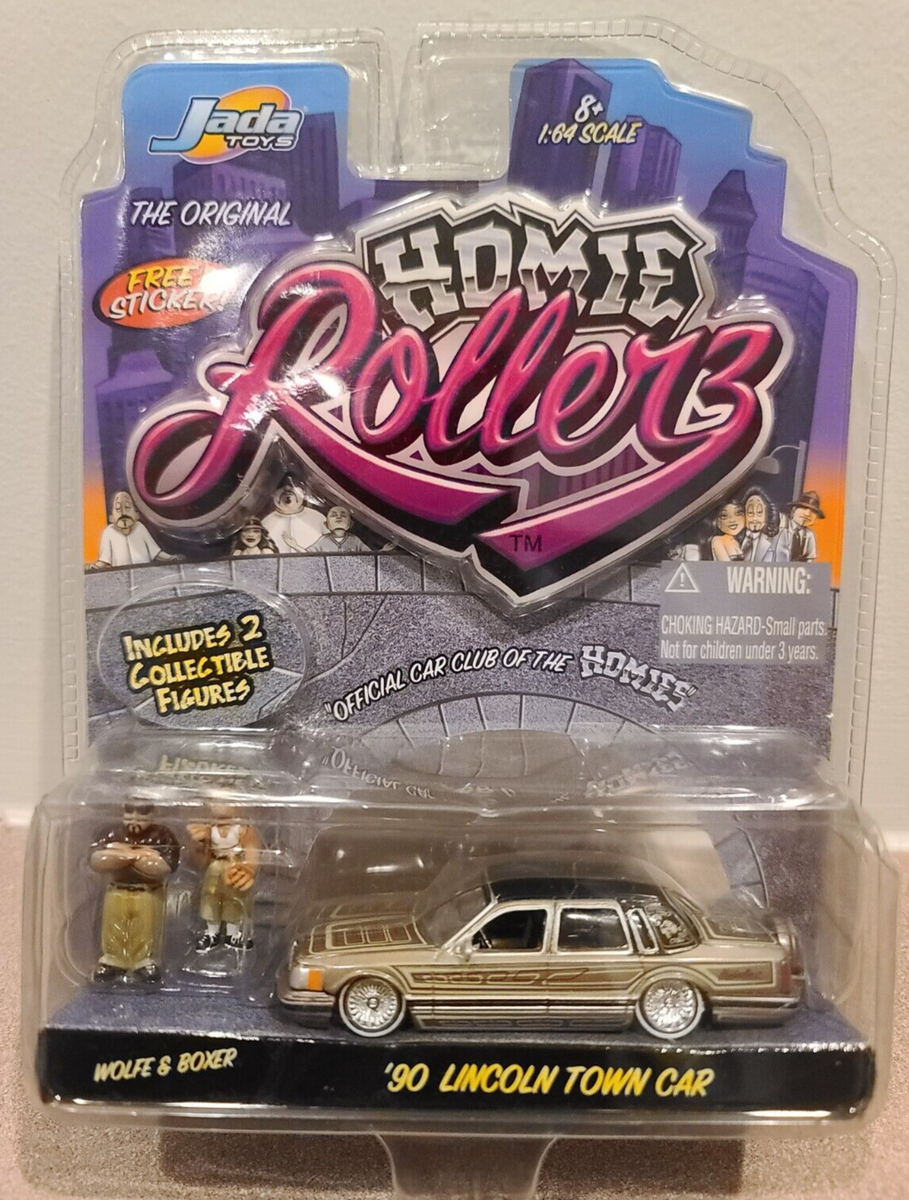 Jada
TOYS
8+
1:64 SCALE
THE ORIGINAL
FREE
STICKER!
HOMIE
Rollerz
TM
WARNING:
CHOKING HAZARD-Small parts.
Not for children under 3 years.
INCLUDES 2
COLLECTIBLE
FIGURES
"OFFICIAL CAR CLUB OF THE HOMIES"
WOLFE & BOXER
'90 LINCOLN TOWN CAR